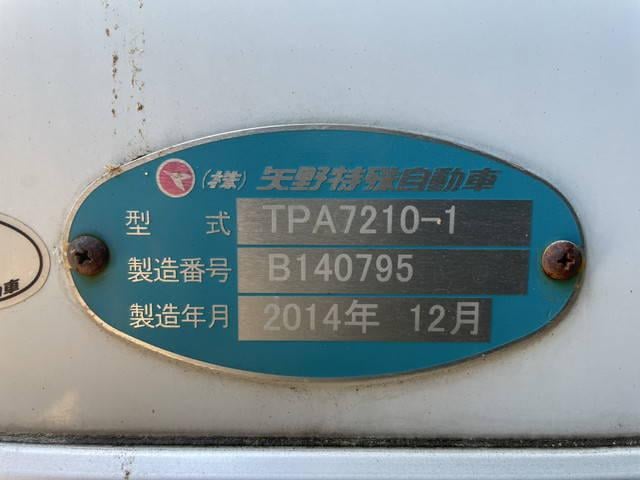 (株)矢野特殊自動車
型 式 TPA7210-1
製造番号 B140795
製造年月 2014年 12月
車